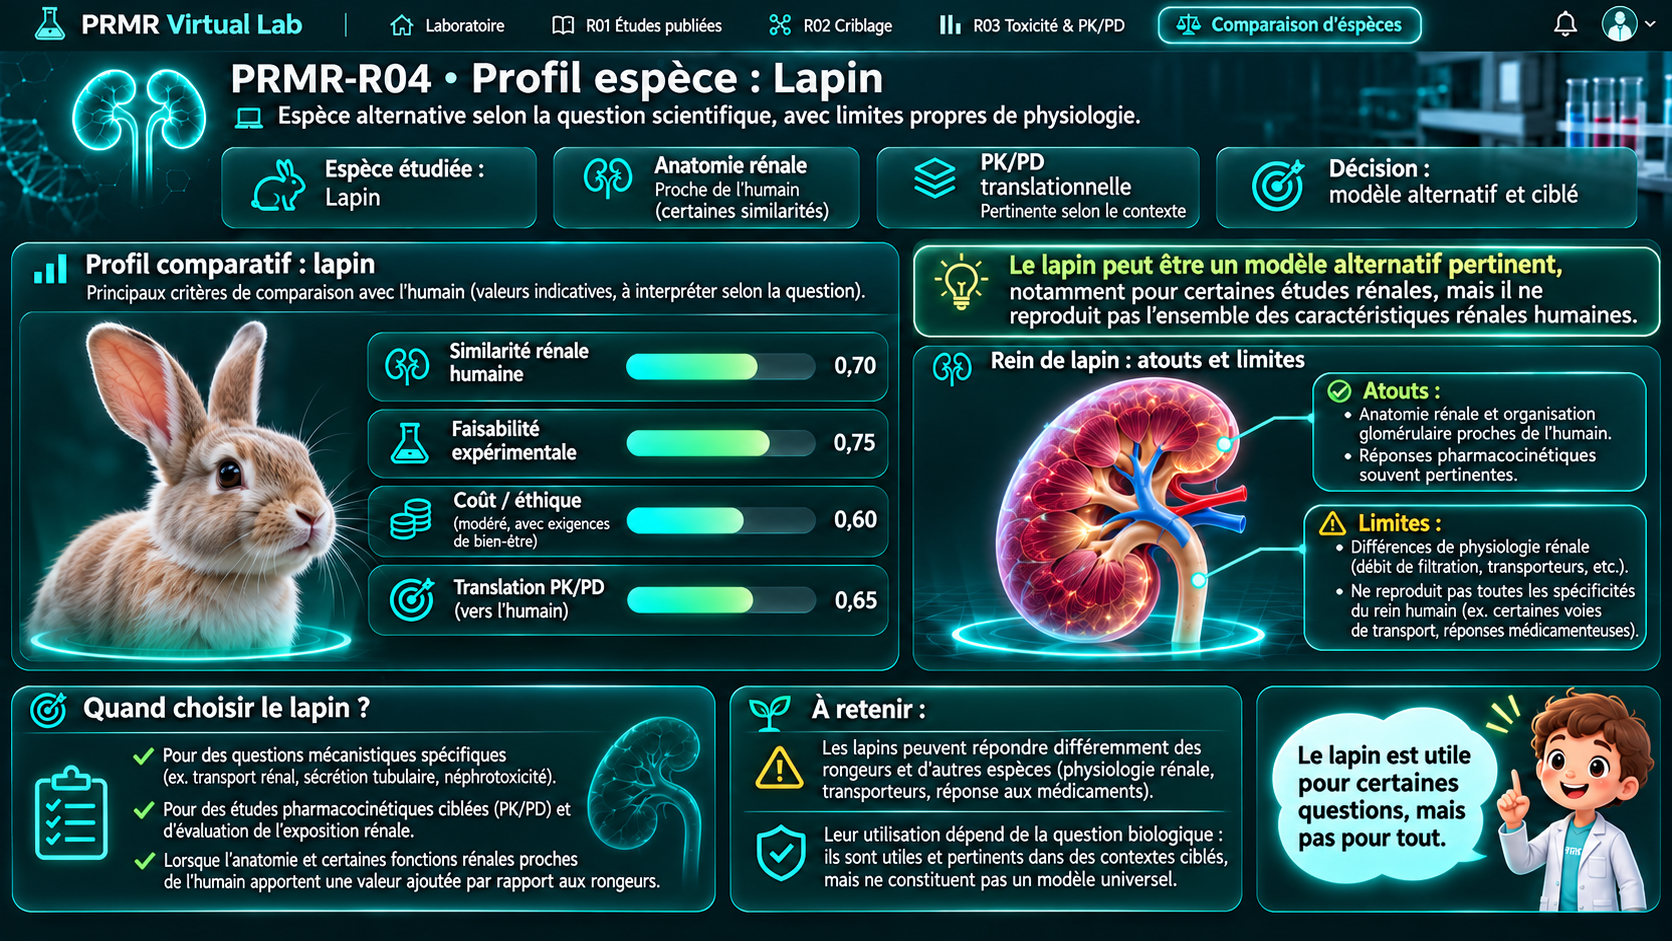 PRMR Virtual Lab
Laboratoire
R01 Études publiées
R02 Criblage
R03 Toxicité & PK/PD
Comparaison d'éspèces
PRMR-R04 • Profil espèce : Lapin
Espèce alternative selon la question scientifique, avec limites propres de physiologie.
Espèce étudiée :
Lapin
Anatomie rénale
Proche de l'humain
(certaines similarités)
PK/PD
translationnelle
Pertinente selon le contexte
Décision :
modèle alternatif et ciblé
Profil comparatif : lapin
Principaux critères de comparaison avec l'humain (valeurs indicatives, à interpréter selon la question).
Similarité rénale
humaine
0,70
Faisabilité
expérimentale
0,75
Coût / éthique
(modéré, avec exigences
de bien-être)
0,60
Translation PK/PD
(vers l'humain)
0,65
Le lapin peut être un modèle alternatif pertinent,
notamment pour certaines études rénales, mais il ne
reproduit pas l'ensemble des caractéristiques rénales humaines.
Rein de lapin : atouts et limites
Atouts :
• Anatomie rénale et organisation
glomérulaire proches de l'humain.
• Réponses pharmacocinétiques
souvent pertinentes.
Limites :
• Différences de physiologie rénale
(débit de filtration, transporteurs, etc.).
• Ne reproduit pas toutes les spécificités
du rein humain (ex. certaines voies
de transport, réponses médicamenteuses).
Quand choisir le lapin ?
Pour des questions mécanistiques spécifiques
(ex. transport rénal, sécrétion tubulaire, néphrotoxicité).
Pour des études pharmacocinétiques ciblées (PK/PD) et
d'évaluation de l'exposition rénale.
Lorsque l'anatomie et certaines fonctions rénales proches
de l'humain apportent une valeur ajoutée par rapport aux rongeurs.
À retenir :
Les lapins peuvent répondre différemment des
rongeurs et d'autres espèces (physiologie rénale,
transporteurs, réponse aux médicaments).
Leur utilisation dépend de la question biologique :
ils sont utiles et pertinents dans des contextes ciblés,
mais ne constituent pas un modèle universel.
Le lapin est utile
pour certaines
questions, mais
pas pour tout.